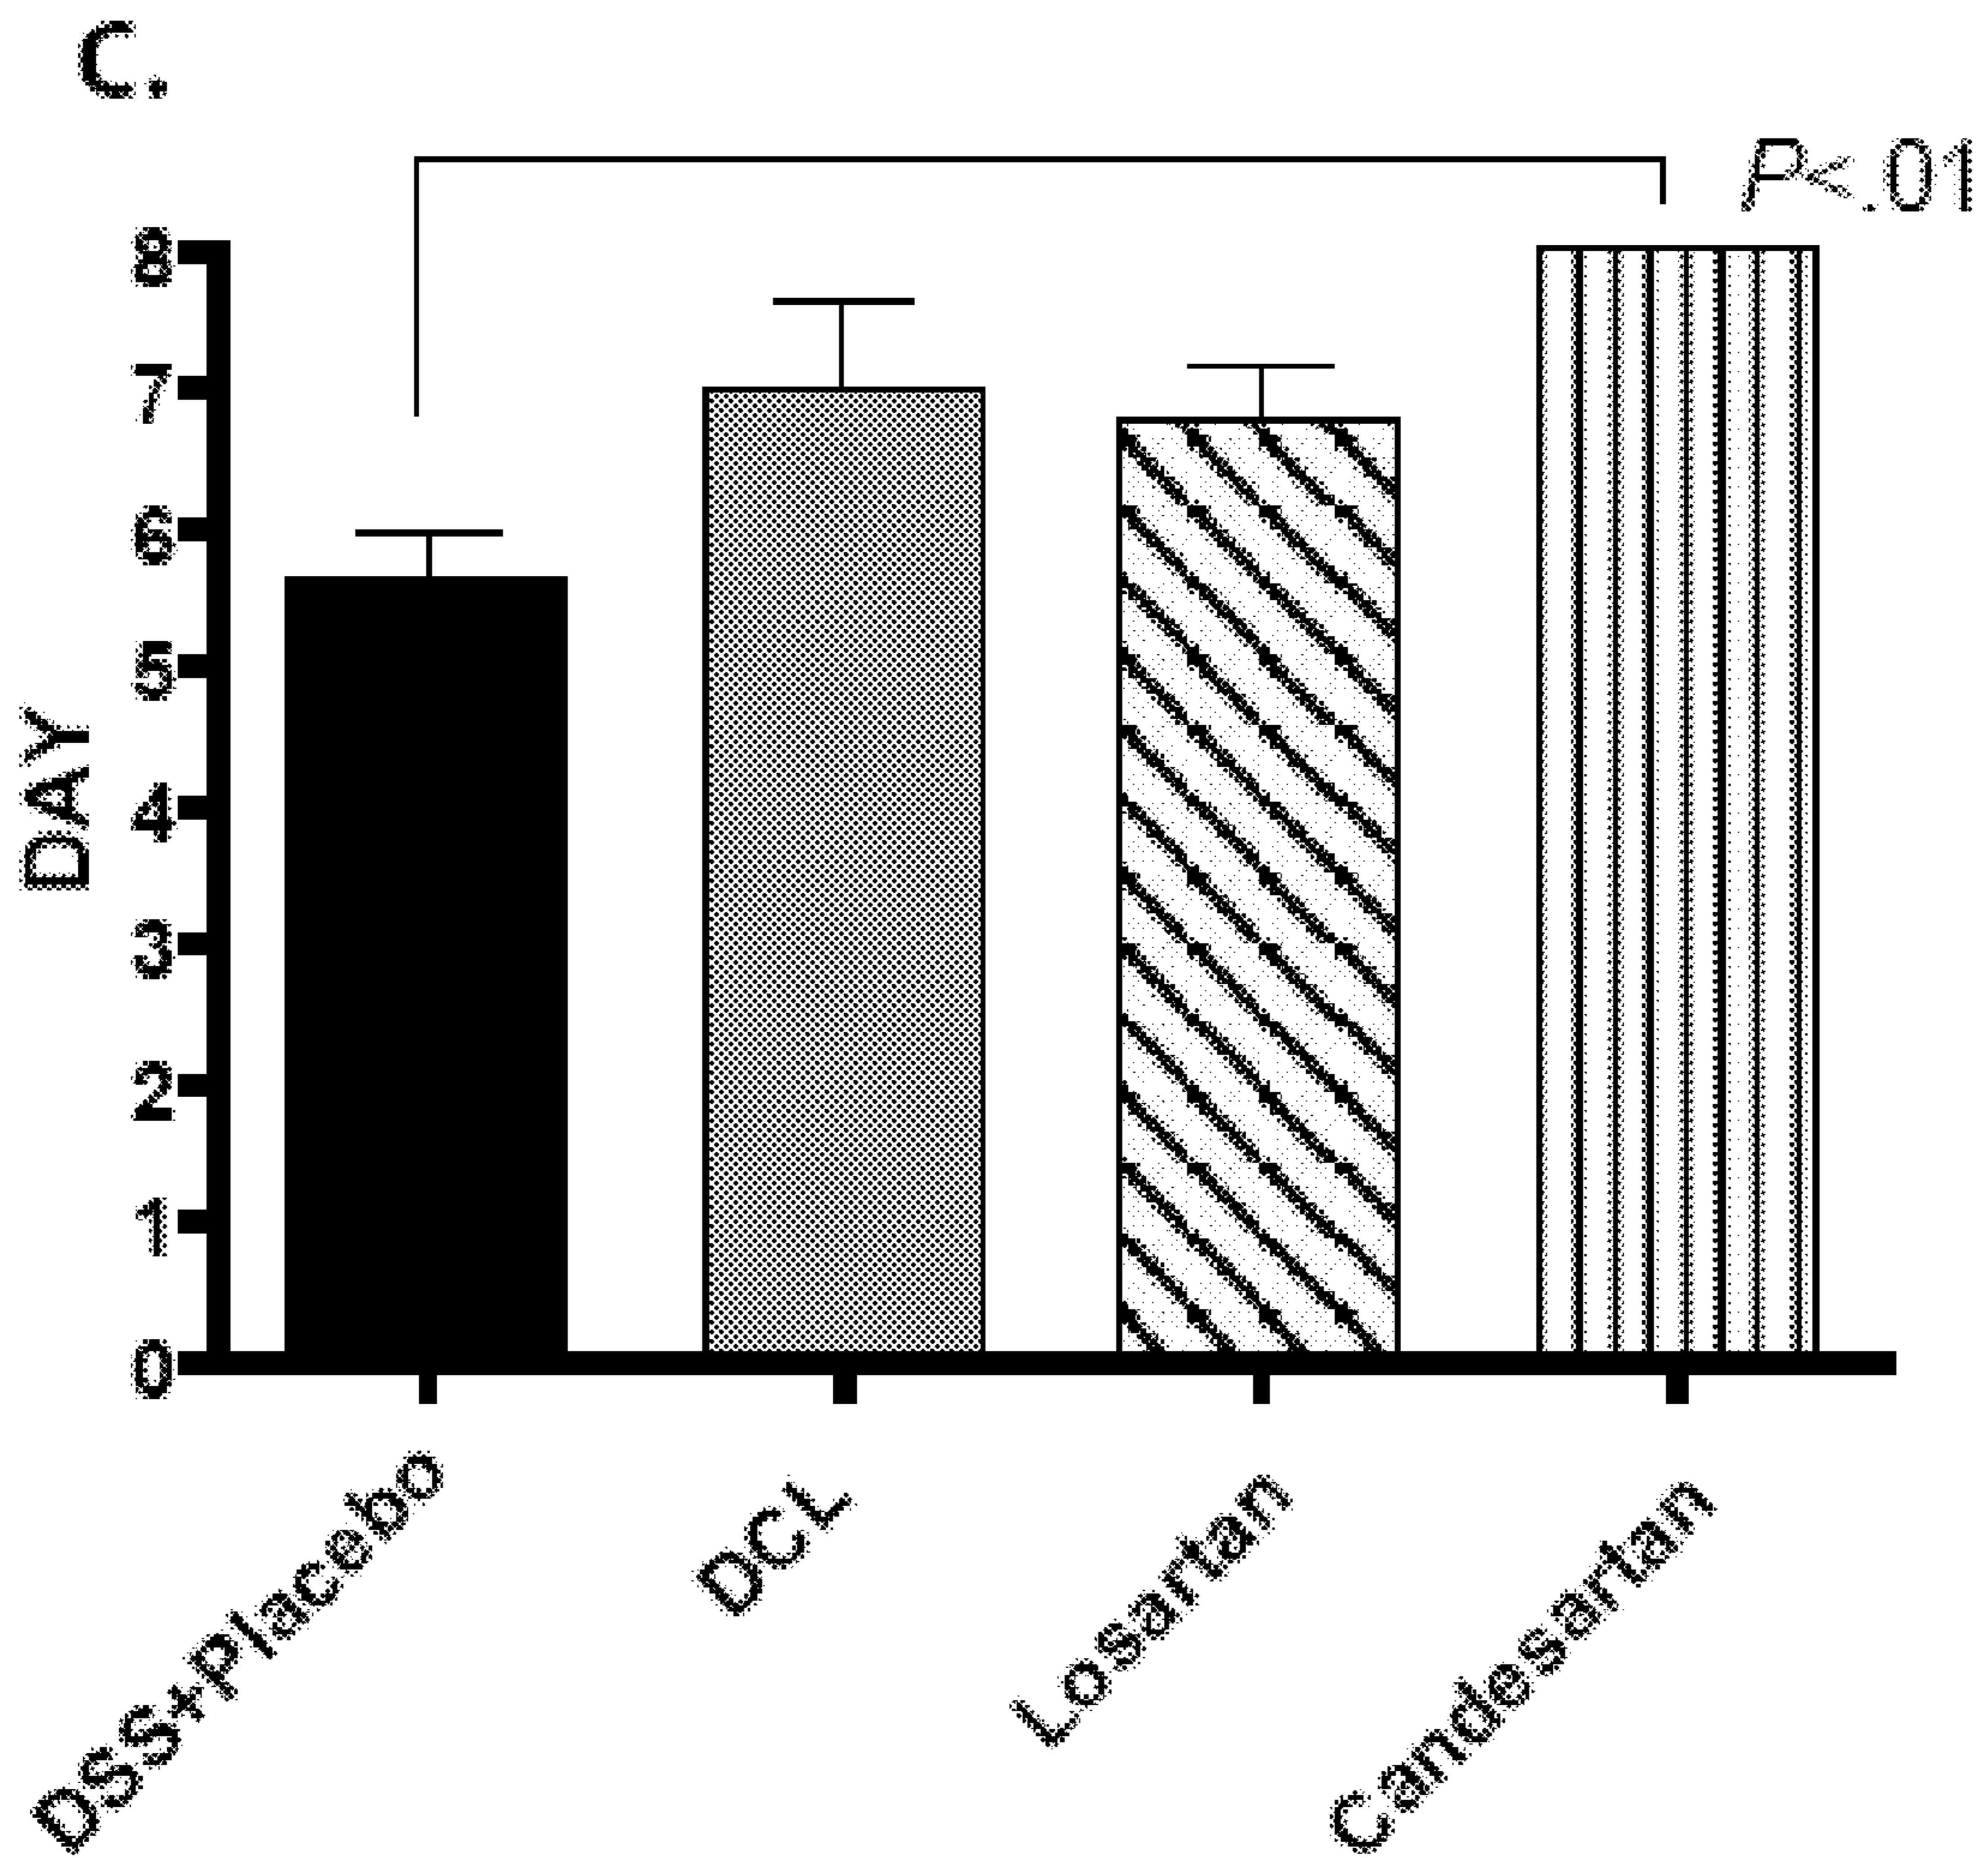 C.
P<.01
8
7
6
5
4
3
2
1
0
DAY
DSS+Placebo
DCL
Losartan
Candesartan